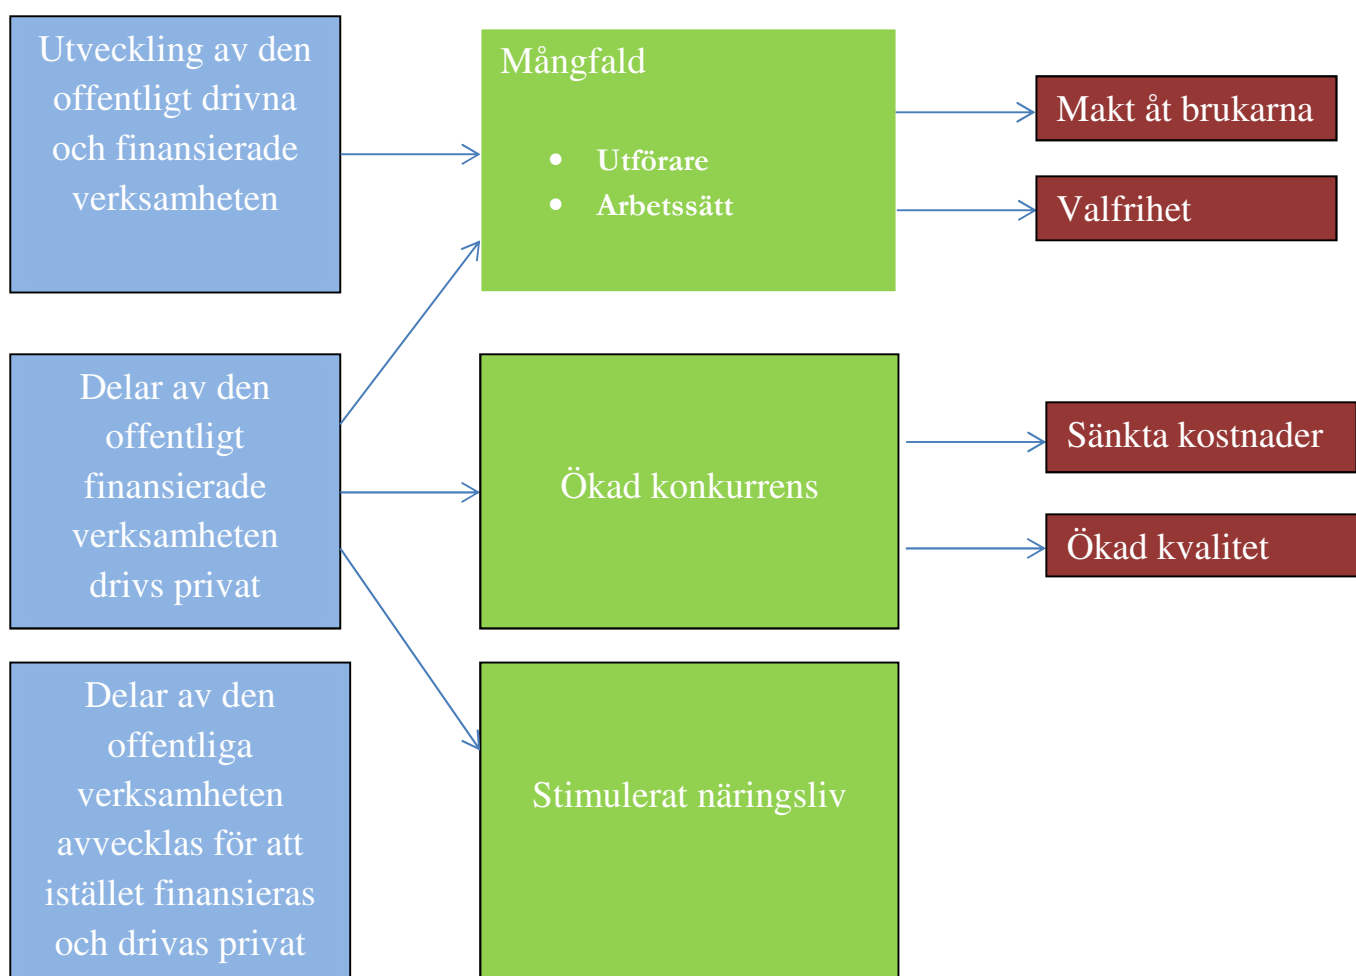 Utveckling av den
offentligt drivna
och finansierade
verksamheten
Mångfald
• Utförare
• Arbetssätt
Makt åt brukarna
Valfrihet
Delar av den
offentligt
finansierade
verksamheten
drivs privat
Ökad konkurrens
Sänkta kostnader
Ökad kvalitet
Delar av den
offentliga
verksamheten
avvecklas för att
istället finansieras
och drivas privat
Stimulerat näringsliv